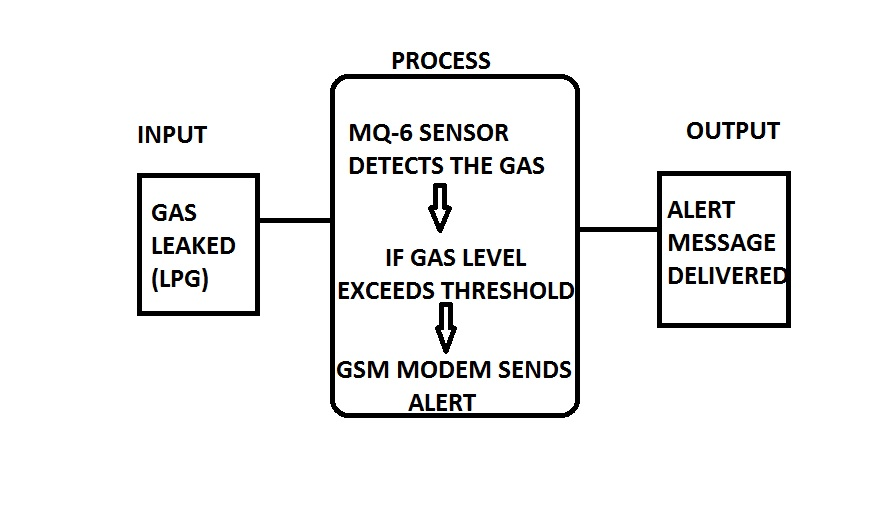 PROCESS
INPUT
OUTPUT
GAS
LEAKED
(LPG)
MQ-6 SENSOR
DETECTS THE GAS
IF GAS LEVEL
EXCEEDS THRESHOLD
GSM MODEM SENDS
ALERT
ALERT
MESSAGE
DELIVERED